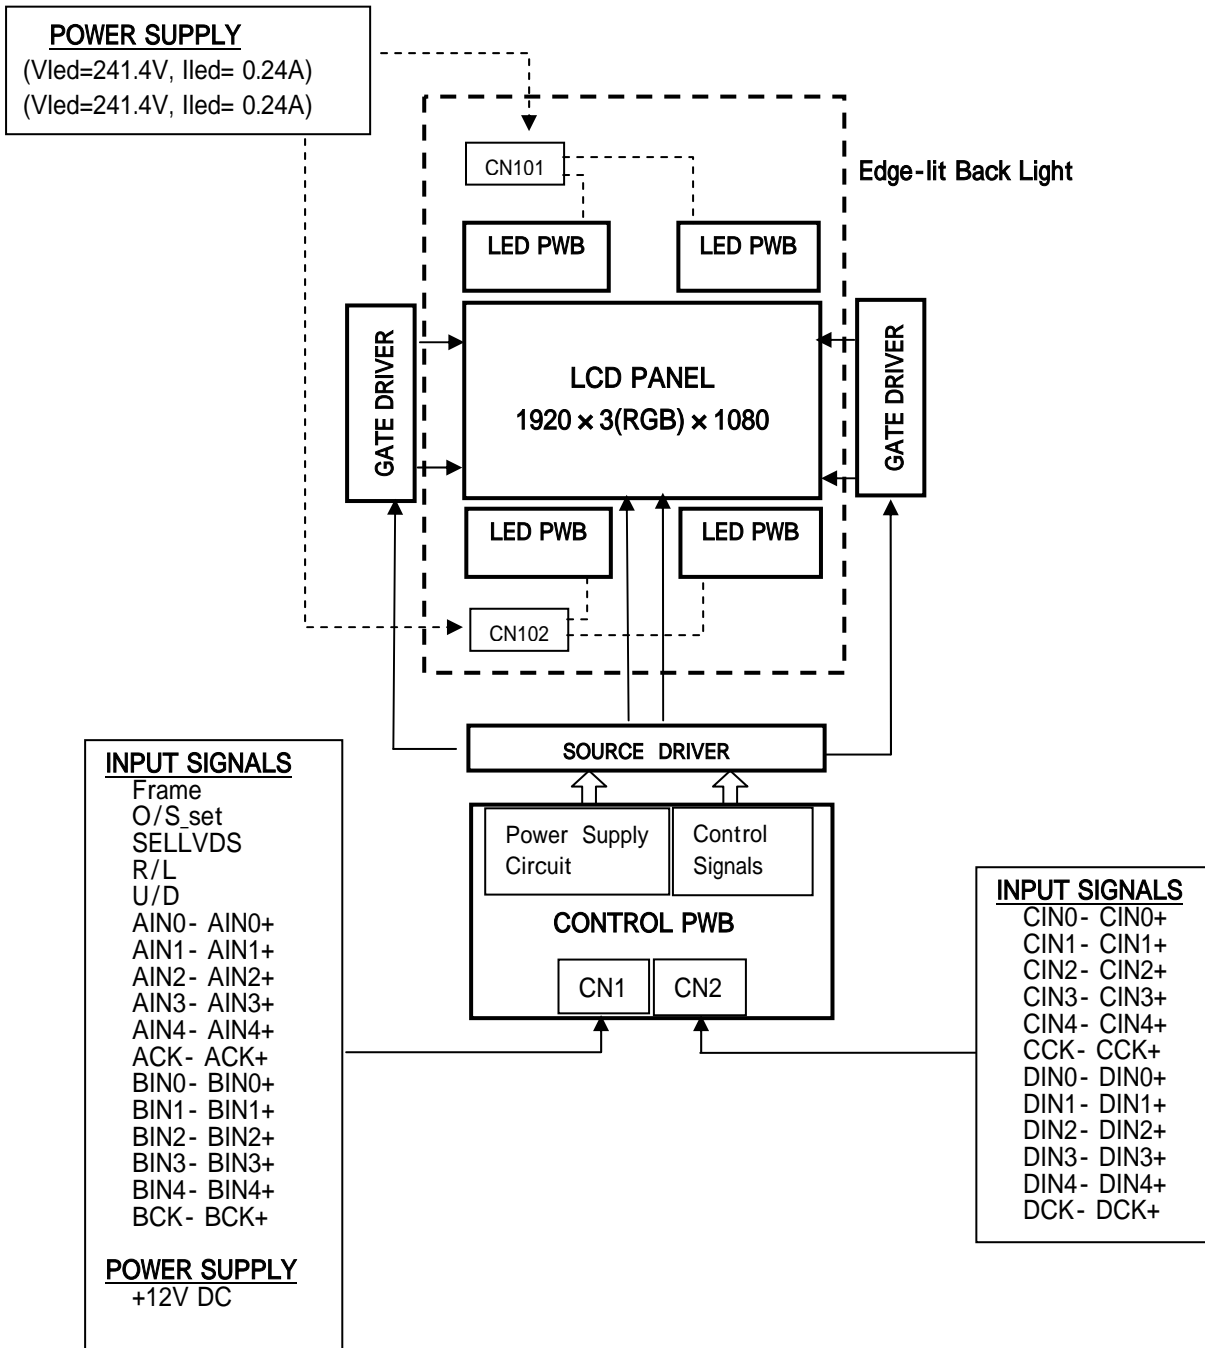 POWER SUPPLY
(Vled=241.4V, Iled= 0.24A)
(Vled=241.4V, Iled= 0.24A)
CN101
Edge-lit Back Light
LED PWB
LED PWB
GATE DRIVER
LCD PANEL
1920 × 3(RGB) × 1080
GATE DRIVER
LED PWB
LED PWB
CN102
SOURCE DRIVER
Power Supply
Circuit
Control
Signals
CONTROL PWB
CN1
CN2
INPUT SIGNALS
Frame
O/S_set
SELLVDS
R/L
U/D
AIN0- AIN0+
AIN1- AIN1+
AIN2- AIN2+
AIN3- AIN3+
AIN4- AIN4+
ACK- ACK+
BIN0- BIN0+
BIN1- BIN1+
BIN2- BIN2+
BIN3- BIN3+
BIN4- BIN4+
BCK- BCK+
POWER SUPPLY
+12V DC
INPUT SIGNALS
CIN0- CIN0+
CIN1- CIN1+
CIN2- CIN2+
CIN3- CIN3+
CIN4- CIN4+
CCK- CCK+
DIN0- DIN0+
DIN1- DIN1+
DIN2- DIN2+
DIN3- DIN3+
DIN4- DIN4+
DCK- DCK+